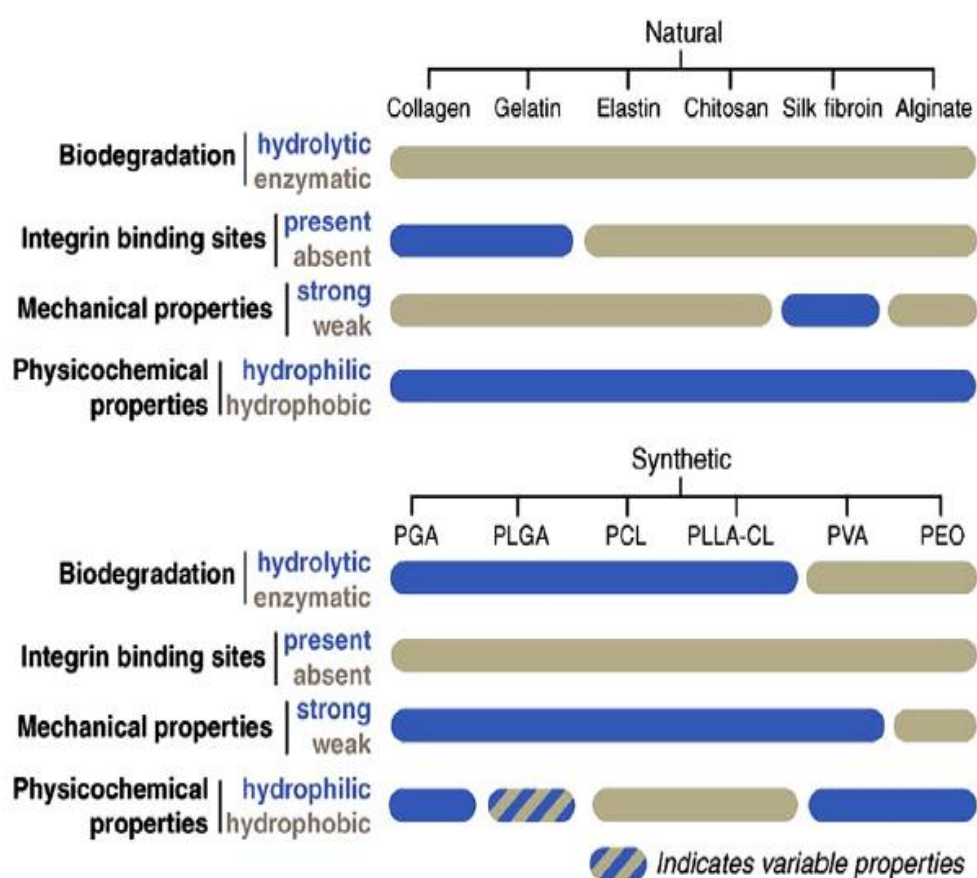 Natural
Collagen Gelatin Elastin Chitosan Silk fibroin Alginate
Biodegradation hydrolytic
enzymatic
Integrin binding sites present
absent
Mechanical properties strong
weak
Physicochemical hydrophilic
properties hydrophobic
Synthetic
PGA PLGA PCL PLLA-CL PVA PEO
Biodegradation hydrolytic
enzymatic
Integrin binding sites present
absent
Mechanical properties strong
weak
Physicochemical hydrophilic
properties hydrophobic
Indicates variable properties